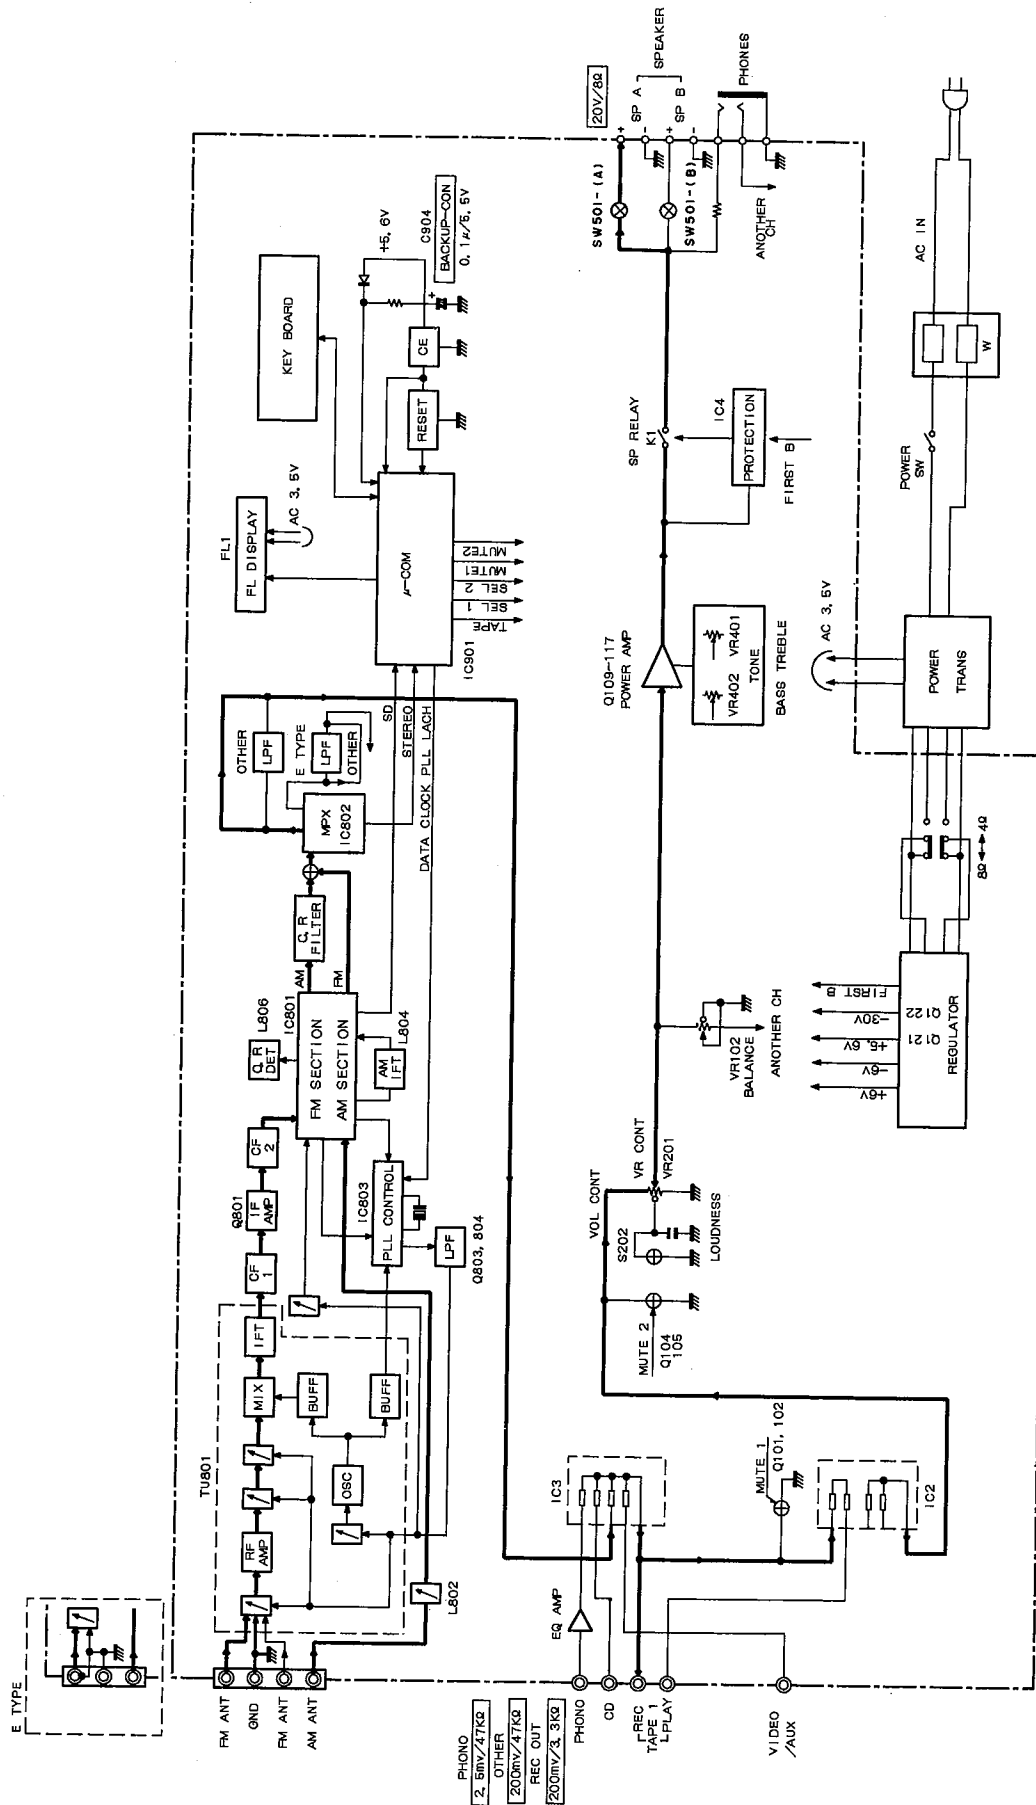 E TYPE
FM ANT
GND
FM ANT
AM ANT
TU801
RF AMP
MIX
IFT
OSC
BUFF
BUFF
L802
CF 1
Q801
IF AMP
CF 2
Q.R DET
L806
IC801
FM SECTION
AM SECTION
AM IFT
L804
IC803
PLL CONTROL
LPF
Q803, 804
AM
FM
FILTER
MPX
IC802
OTHER
LPF
E TYPE
LPF
OTHER
SD
STEREO
DATA CLOCK PLL LACH
IC901
μ-COM
TAPE
SEL 1
SEL 2
MUTE1
MUTE2
FL1
FL DISPLAY
AC 3.5V
KEY BOARD
RESET
CE
+5.6V
C904
BACKUP-CON
0.1μ/5.5V
PHONO
2.5mv/47KΩ
OTHER
200mv/47KΩ
REC OUT
200mv/3.3KΩ
PHONO
CD
REC
TAPE 1
PLAY
VIDEO
/AUX
EQ AMP
IC3
MUTE 1
Q101, 102
IC2
MUTE 2
Q104
105
VOL CONT
S202
LOUDNESS
VR CONT
VR201
VR102
BALANCE
ANOTHER CH
Q109-117
POWER AMP
VR402
VR401
TONE
BASS TREBLE
SP RELAY
K1
IC4
PROTECTION
FIRST B
SW501-(A)
SW501-(B)
20V/8Ω
+
-
SP A
+
-
SP B
SPEAKER
PHONES
ANOTHER
CH
+6V
-6V
+5.6V
-30V
FIRST B
Q121
Q122
REGULATOR
8Ω
4Ω
AC 3.5V
POWER
TRANS
POWER
SW
W
AC IN